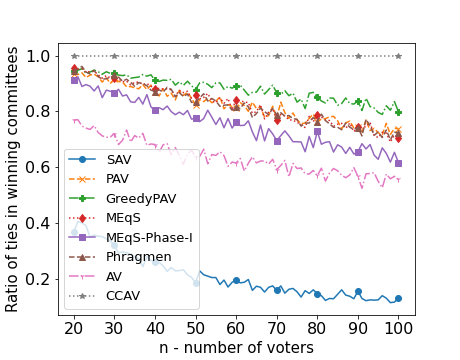 Ratio of ties in winning committees
1.0
0.8
0.6
0.4
0.2
SAV
PAV
GreedyPAV
MEqS
MEqS-Phase-I
Phragmen
AV
CCAV
20 30 40 50 60 70 80 90 100
n - number of voters